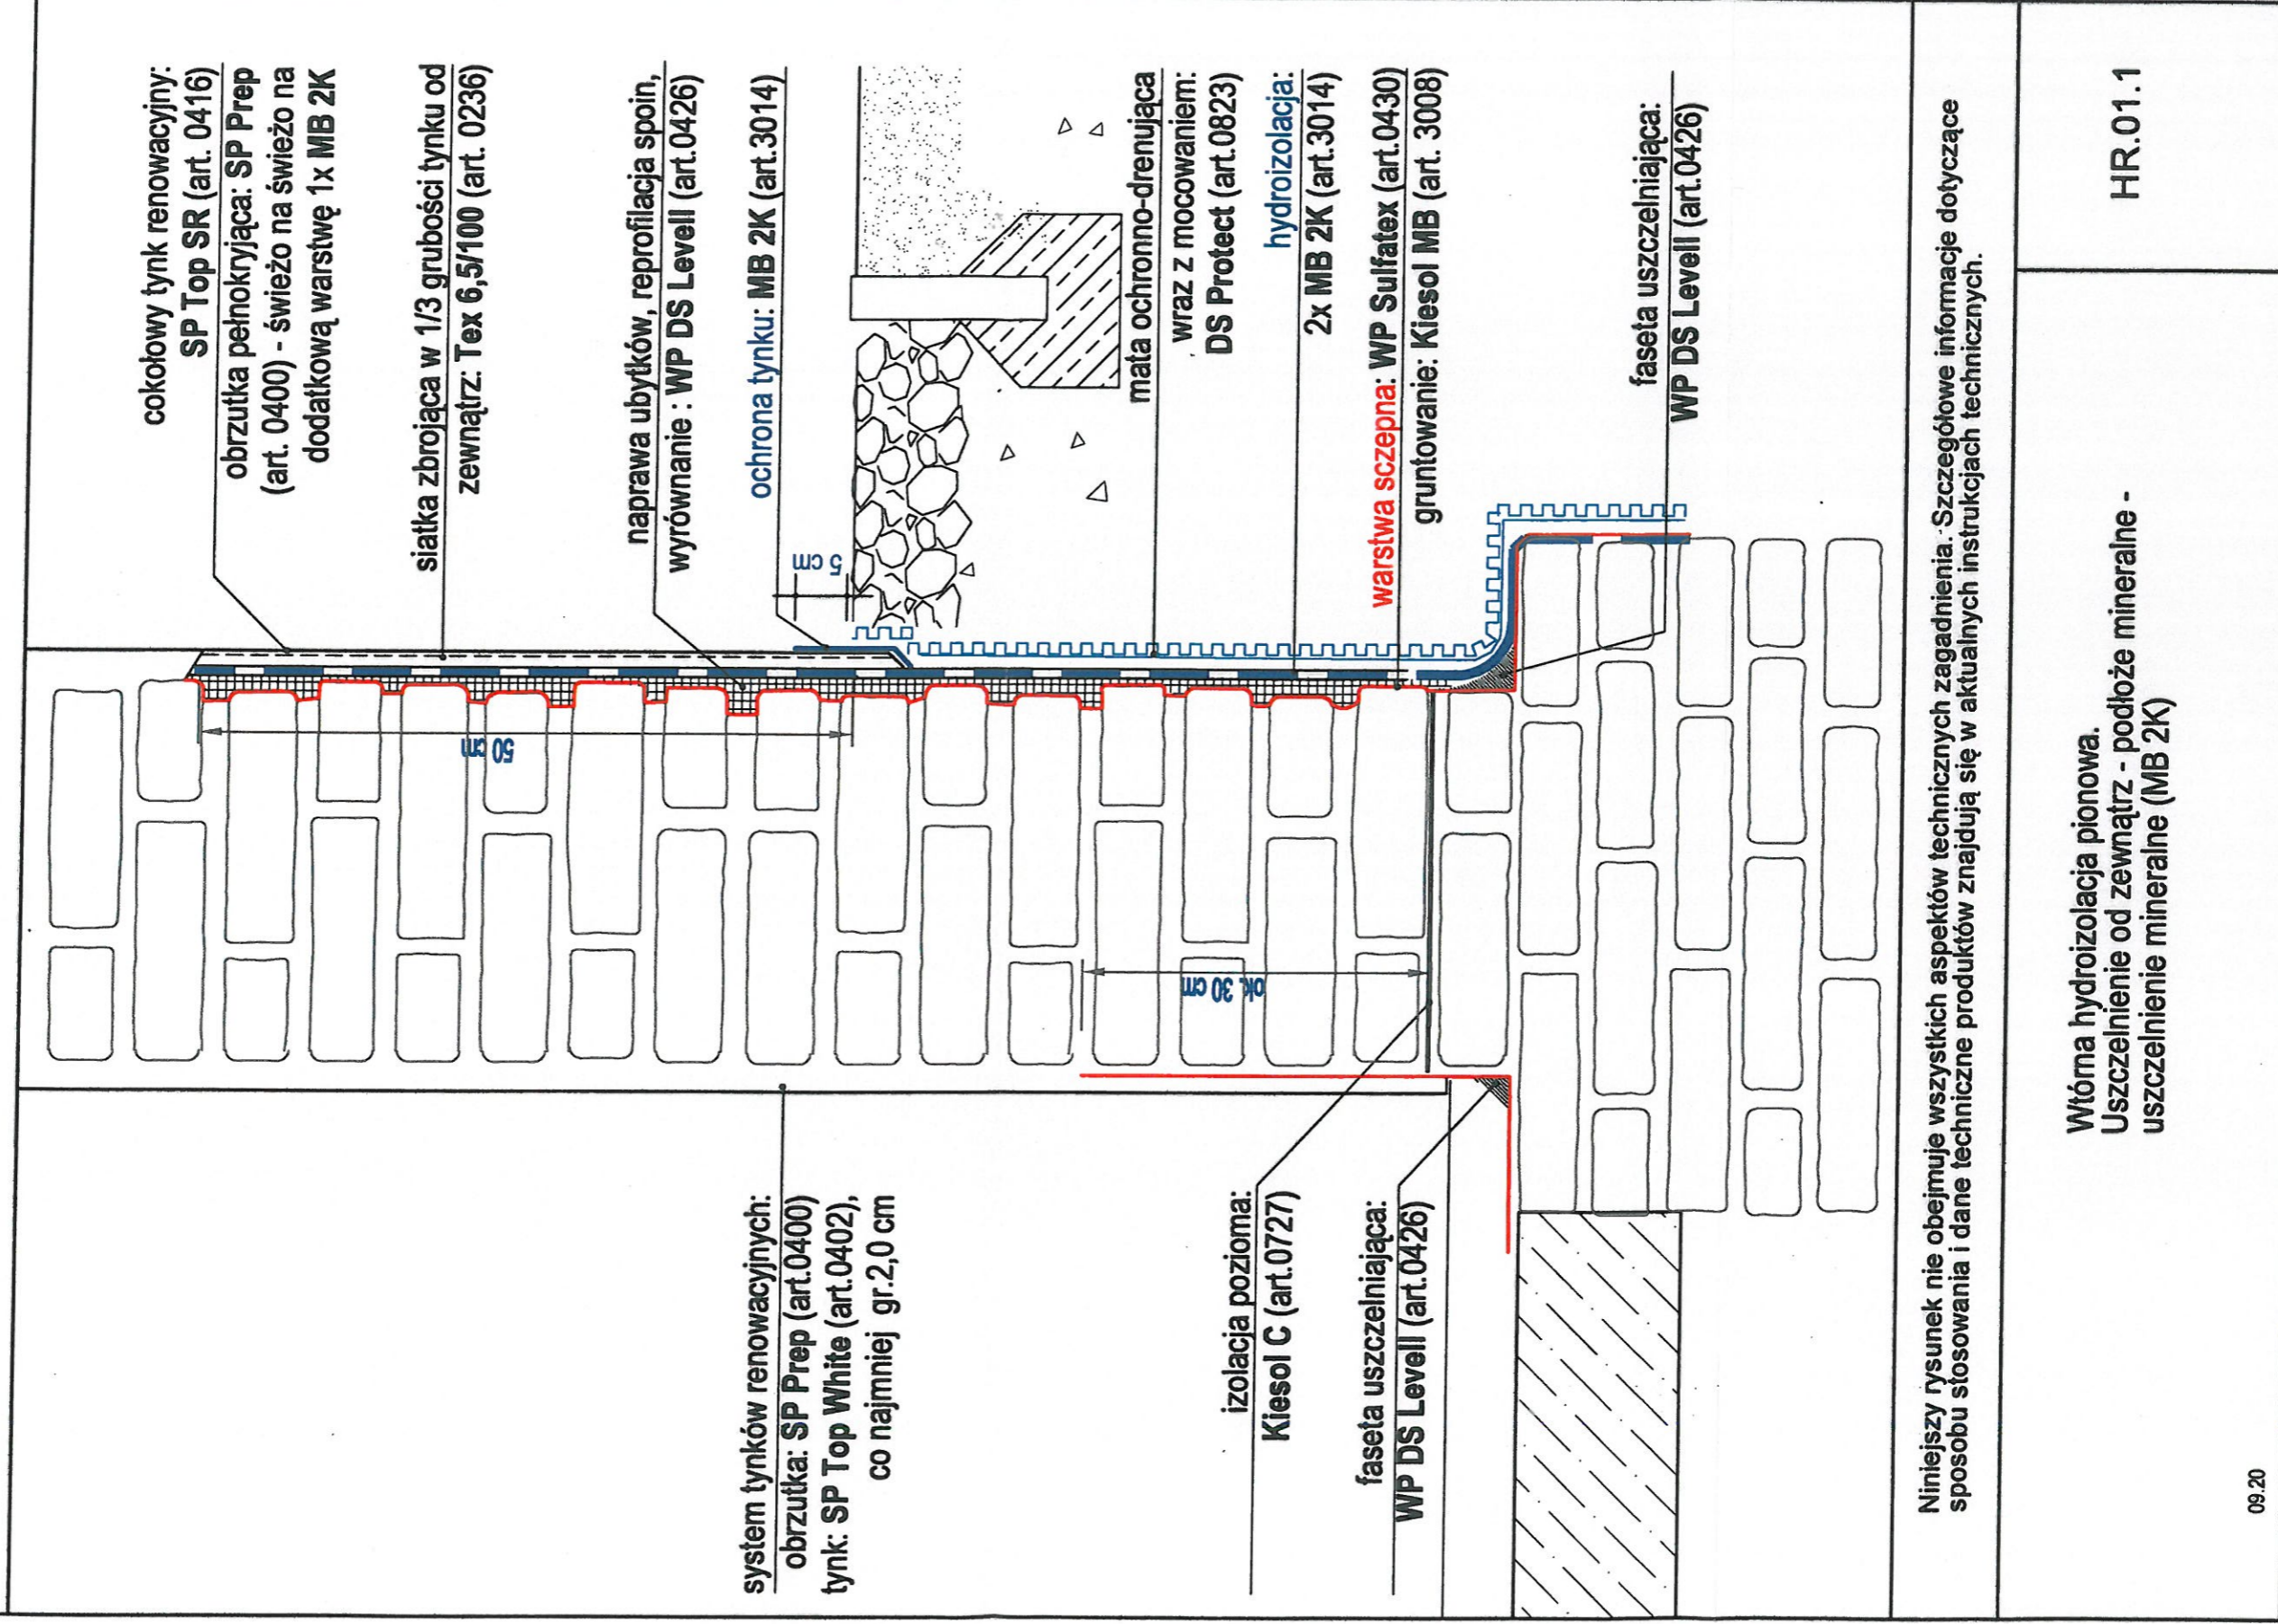 cokołowy tynk renowacyjny:
SP Top SR (art. 0416)
obrzutka pełnokryjąca: SP Prep
(art. 0400) - świeżo na świeżo na
dodatkową warstwę 1x MB 2K
siatka zbrojąca w 1/3 grubości tynku od
zewnątrz: Tex 6,5/100 (art. 0236)
naprawa ubytków, reprofilacja spoin,
wyrównanie : WP DS Levell (art.0426)
ochrona tynku: MB 2K (art.3014)
5 cm
50 cm
mata ochronno-drenująca
wraz z mocowaniem:
DS Protect (art.0823)
hydroizolacja:
2x MB 2K (art.3014)
warstwa sczepna: WP Sulfatex (art.0430)
gruntowanie: Kiesol MB (art. 3008)
faseta uszczelniająca:
WP DS Levell (art.0426)
ok. 30 cm
system tynków renowacyjnych:
obrzutka: SP Prep (art.0400)
tynk: SP Top White (art.0402),
co najmniej gr.2,0 cm
izolacja pozioma:
Kiesol C (art.0727)
faseta uszczelniająca:
WP DS Levell (art.0426)
Niniejszy rysunek nie obejmuje wszystkich aspektów technicznych zagadnienia. Szczegółowe informacje dotyczące
sposobu stosowania i dane techniczne produktów znajdują się w aktualnych instrukcjach technicznych.
Wtórna hydroizolacja pionowa.
Uszczelnienie od zewnątrz - podłoże mineralne -
uszczelnienie mineralne (MB 2K)
HR.01.1
09.20